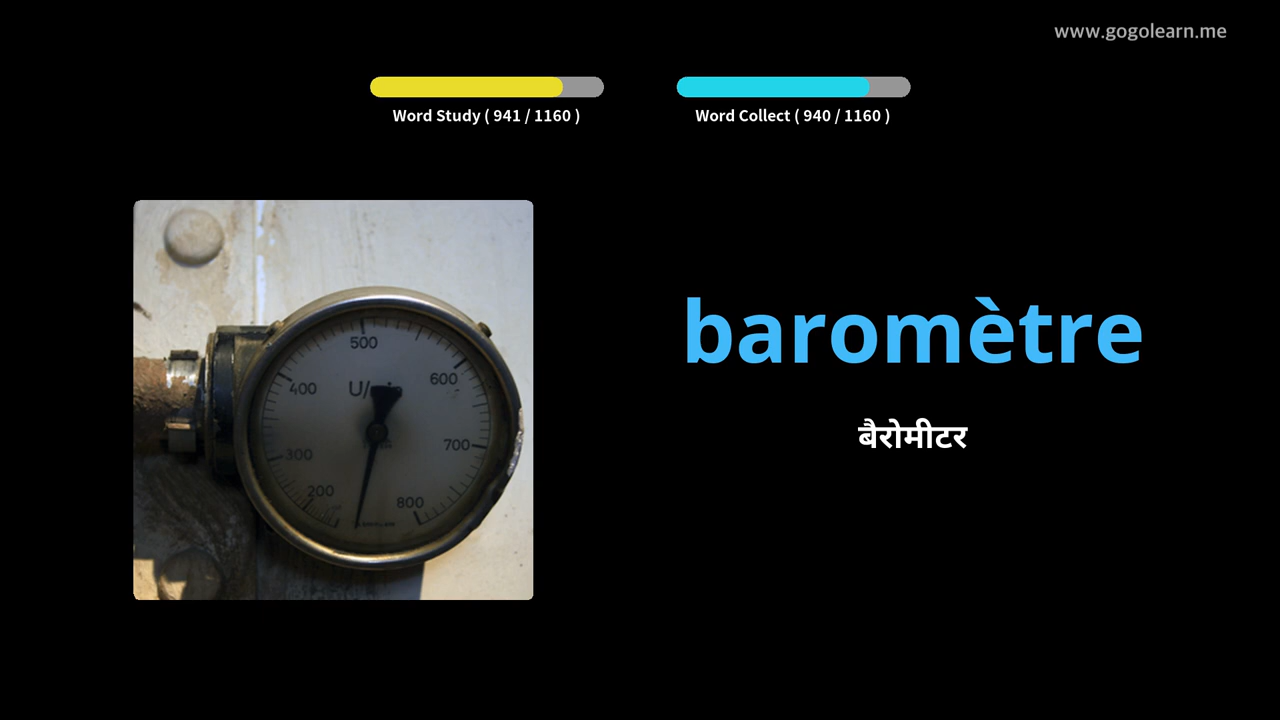 www.gogolearn.me
Word Study ( 941 / 1160 )
Word Collect ( 940 / 1160 )
baromètre
बैरोमीटर
500
400
600
300
700
200
800